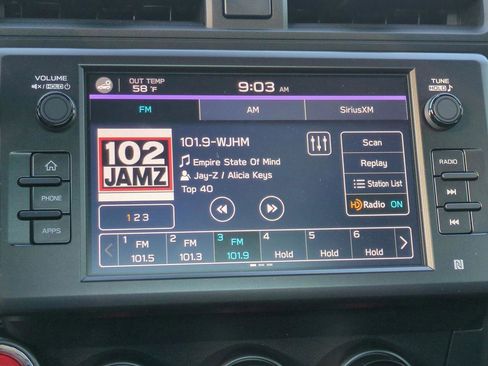 VOLUME
/HOLD
OUT TEMP
58 °F
9:03 AM
TUNE
HOLD
FM
AM
SiriusXM
102
JAMZ
101.9-WJHM
Empire State Of Mind
Jay-Z / Alicia Keys
Top 40
Scan
Replay
Station List
HD Radio ON
1 2 3
1 FM 101.5
2 FM 101.3
3 FM 101.9
4 Hold
5 Hold
6 Hold
PHONE
APPS
RADIO